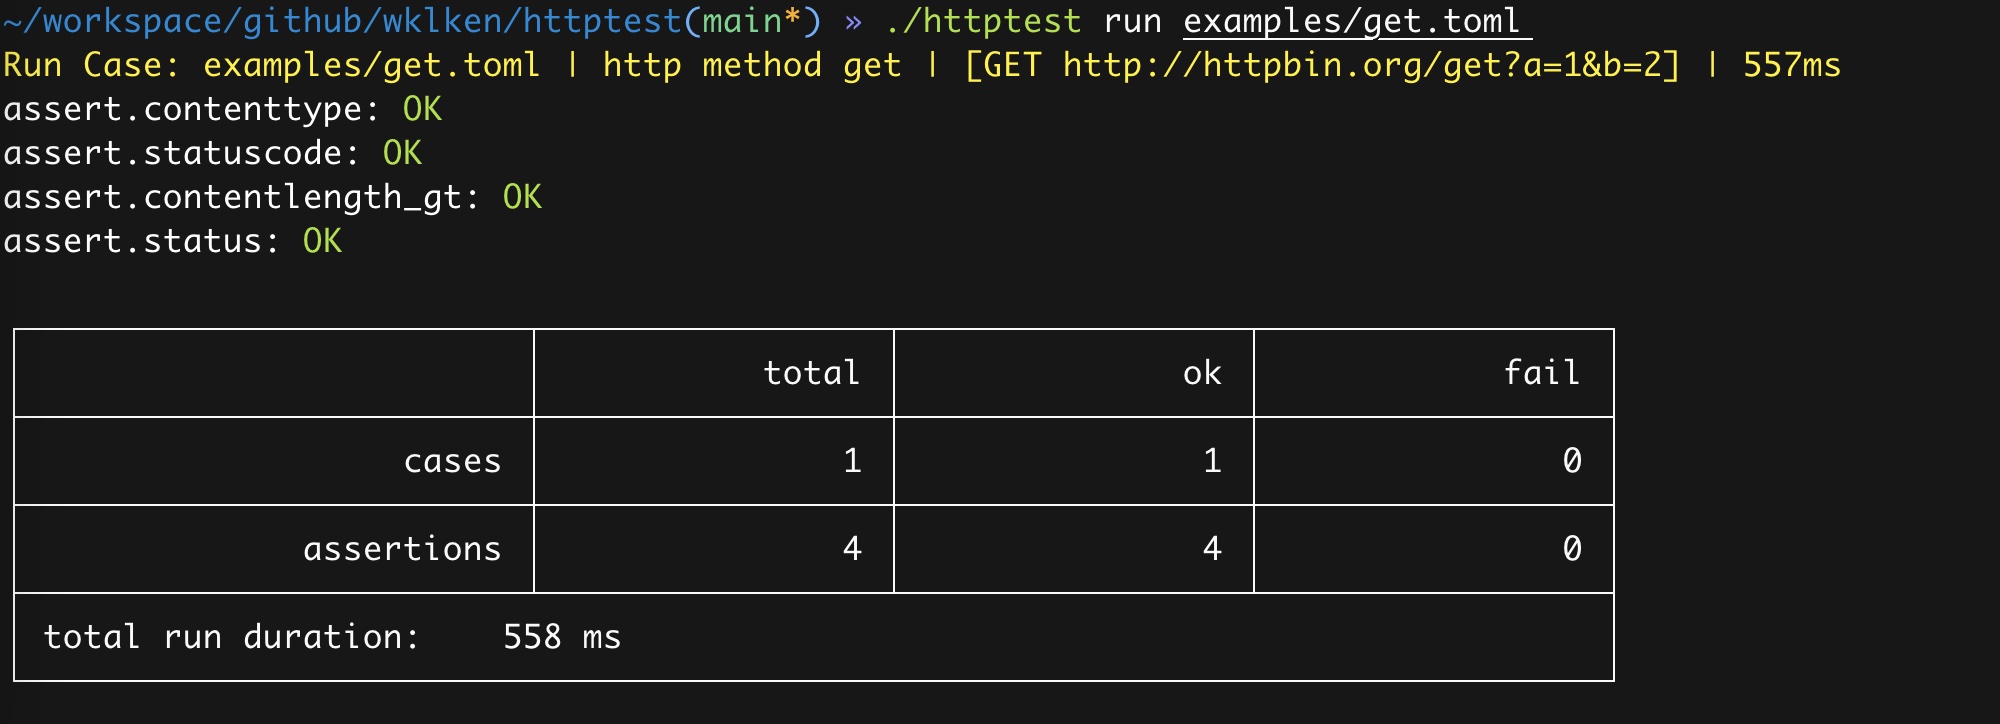 ~/workspace/github/wklken/httptest(main*) » ./httptest run examples/get.toml
Run Case: examples/get.toml | http method get | [GET http://httpbin.org/get?a=1&b=2] | 557ms
assert.contenttype: OK
assert.statuscode: OK
assert.contentlength_gt: OK
assert.status: OK
total ok fail
cases 1 1 0
assertions 4 4 0
total run duration: 558 ms